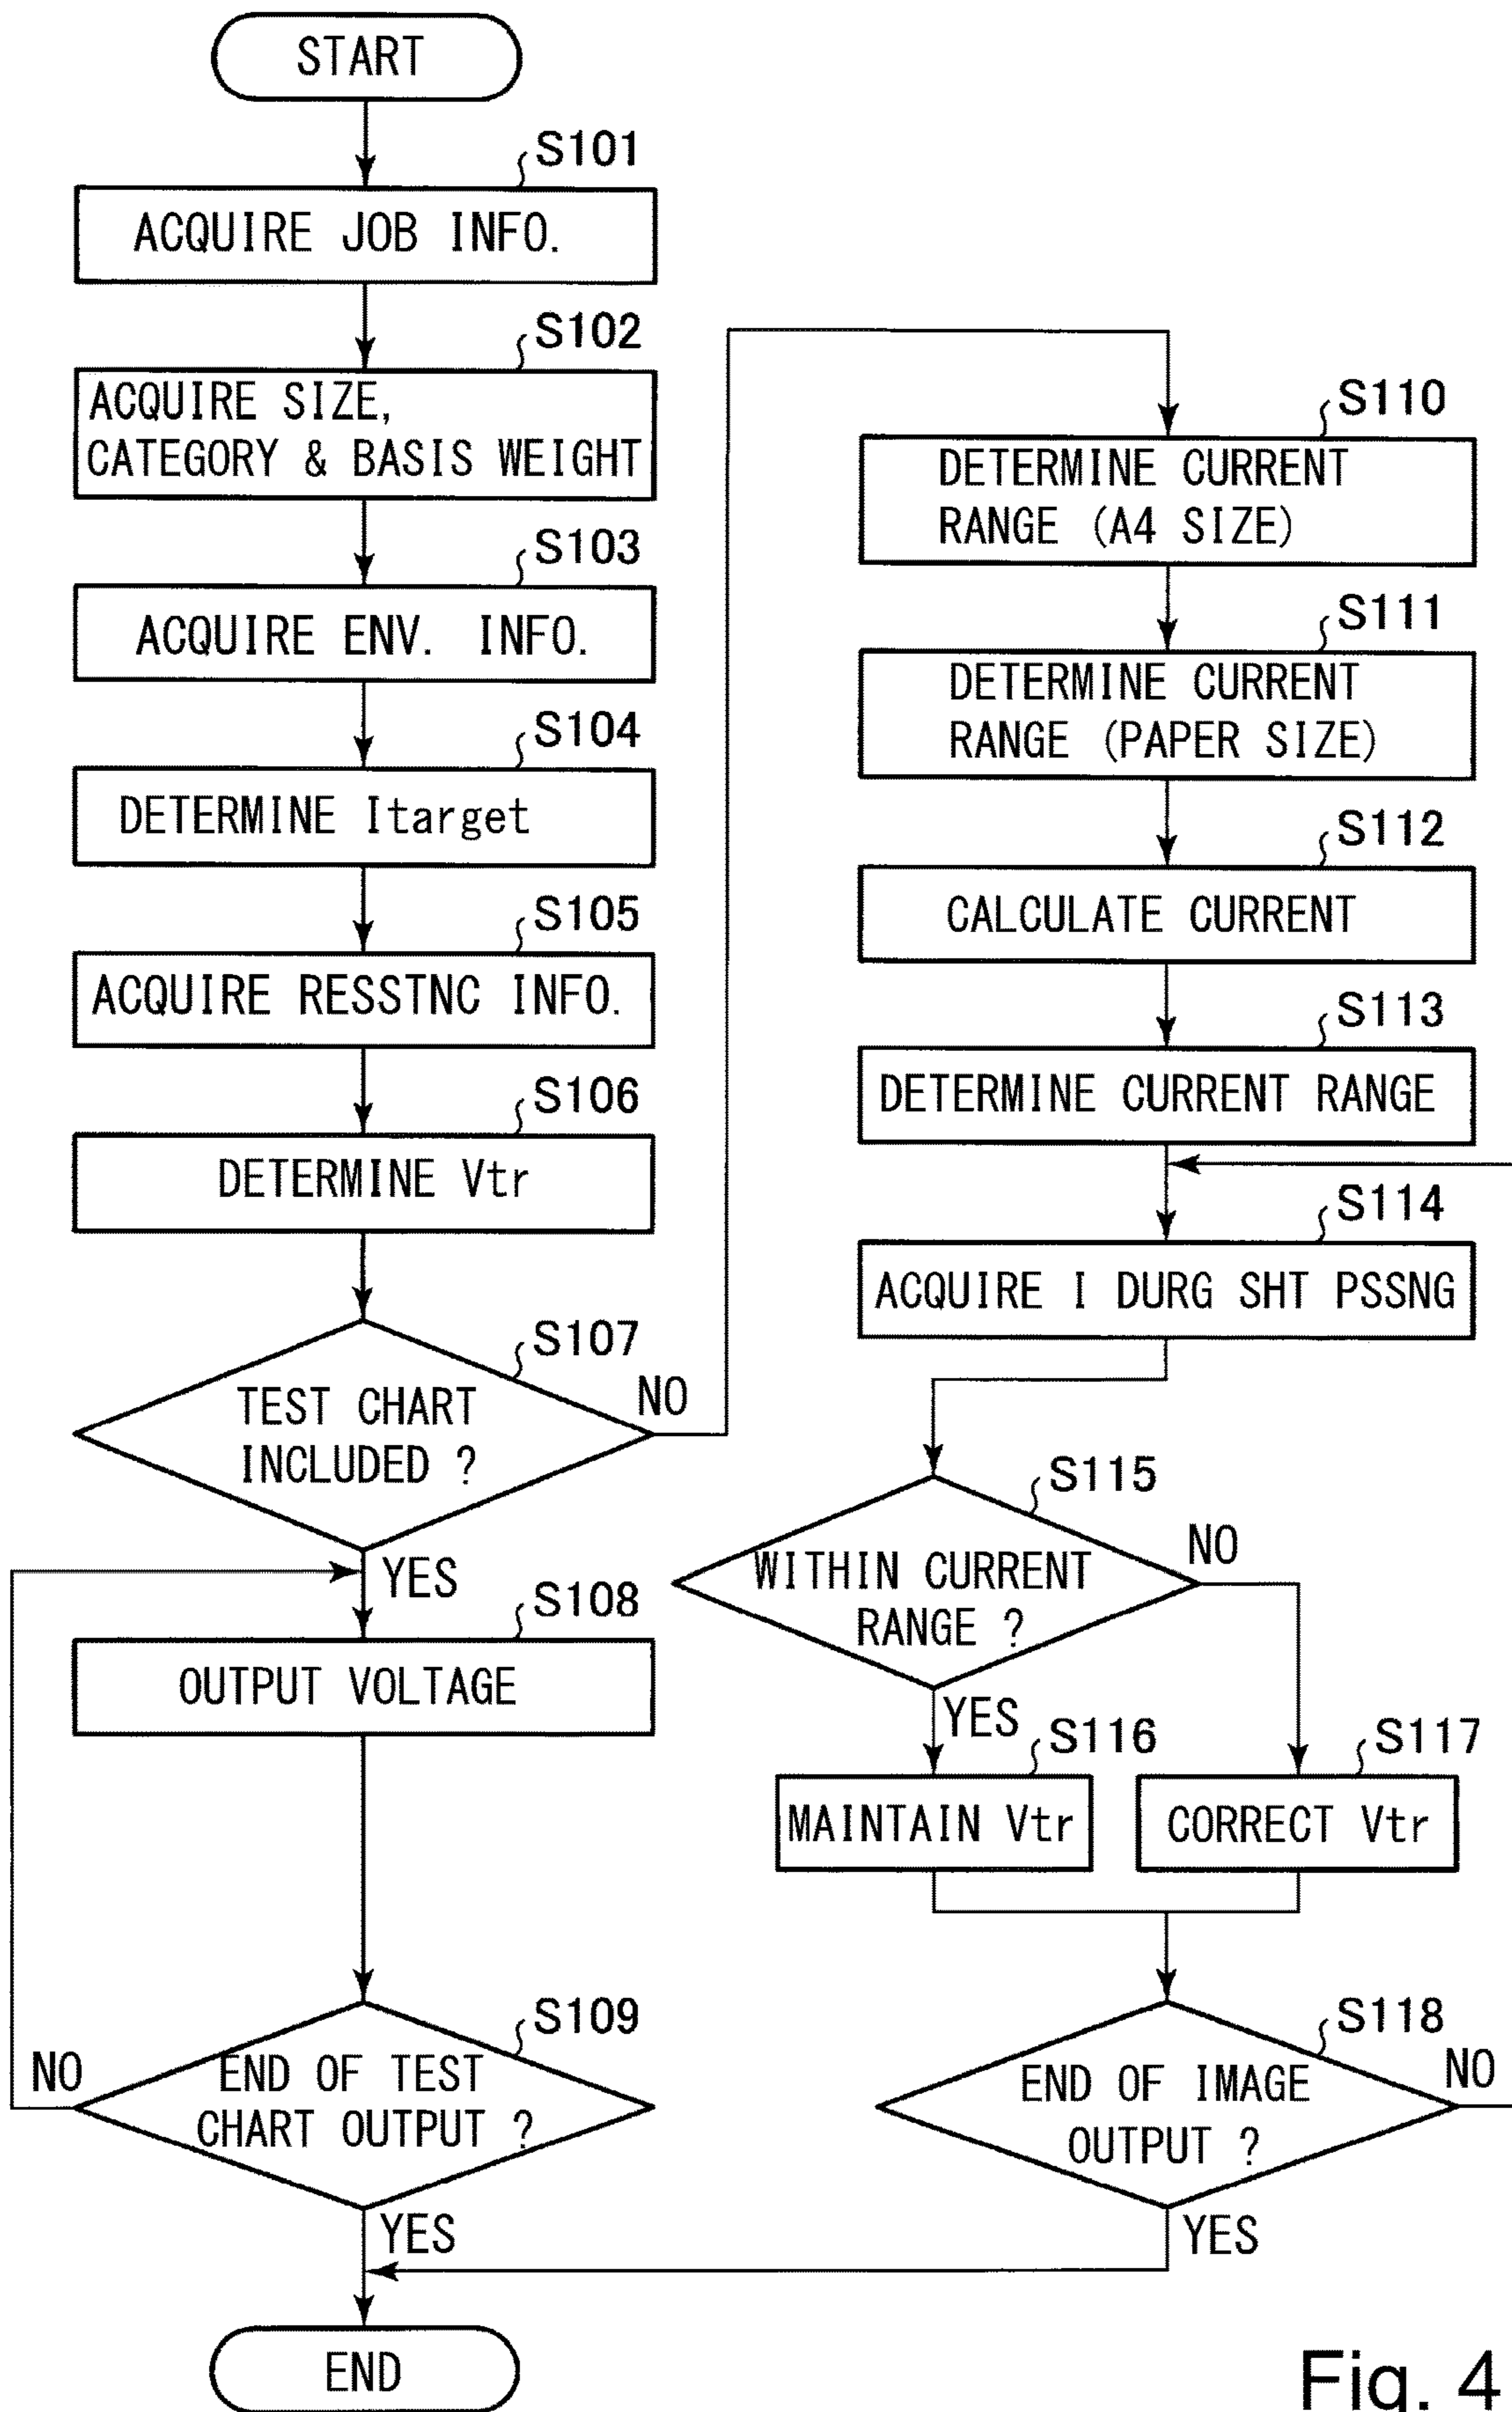 START
S101
ACQUIRE JOB INFO.
S102
ACQUIRE SIZE,
CATEGORY & BASIS WEIGHT
S103
ACQUIRE ENV. INFO.
S104
DETERMINE Itarget
S105
ACQUIRE RESSTNC INFO.
S106
DETERMINE Vtr
S107
TEST CHART
INCLUDED ?
NO
YES
S108
OUTPUT VOLTAGE
S109
END OF TEST
CHART OUTPUT ?
NO
YES
END
S110
DETERMINE CURRENT
RANGE (A4 SIZE)
S111
DETERMINE CURRENT
RANGE (PAPER SIZE)
S112
CALCULATE CURRENT
S113
DETERMINE CURRENT RANGE
S114
ACQUIRE I DURG SHT PSSNG
S115
WITHIN CURRENT
RANGE ?
NO
YES
S116
MAINTAIN Vtr
S117
CORRECT Vtr
S118
END OF IMAGE
OUTPUT ?
NO
YES
Fig. 4